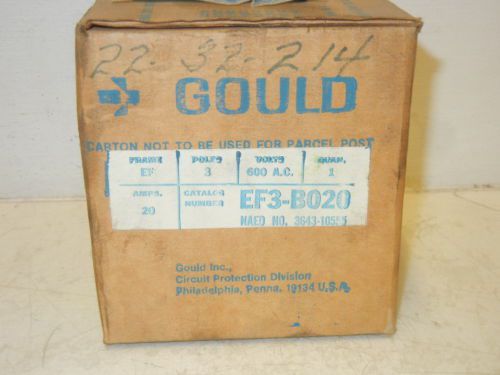 22-32-214
GOULD
CARTON NOT TO BE USED FOR PARCEL POST
FRAME POLES VOLTS QUAN.
EF 3 600 A.C. 1
AMPS. CATALOG NUMBER EF3-B020
20 NAED NO. 3643-10555
Gould Inc.,
Circuit Protection Division
Philadelphia, Penna. 19134 U.S.A.